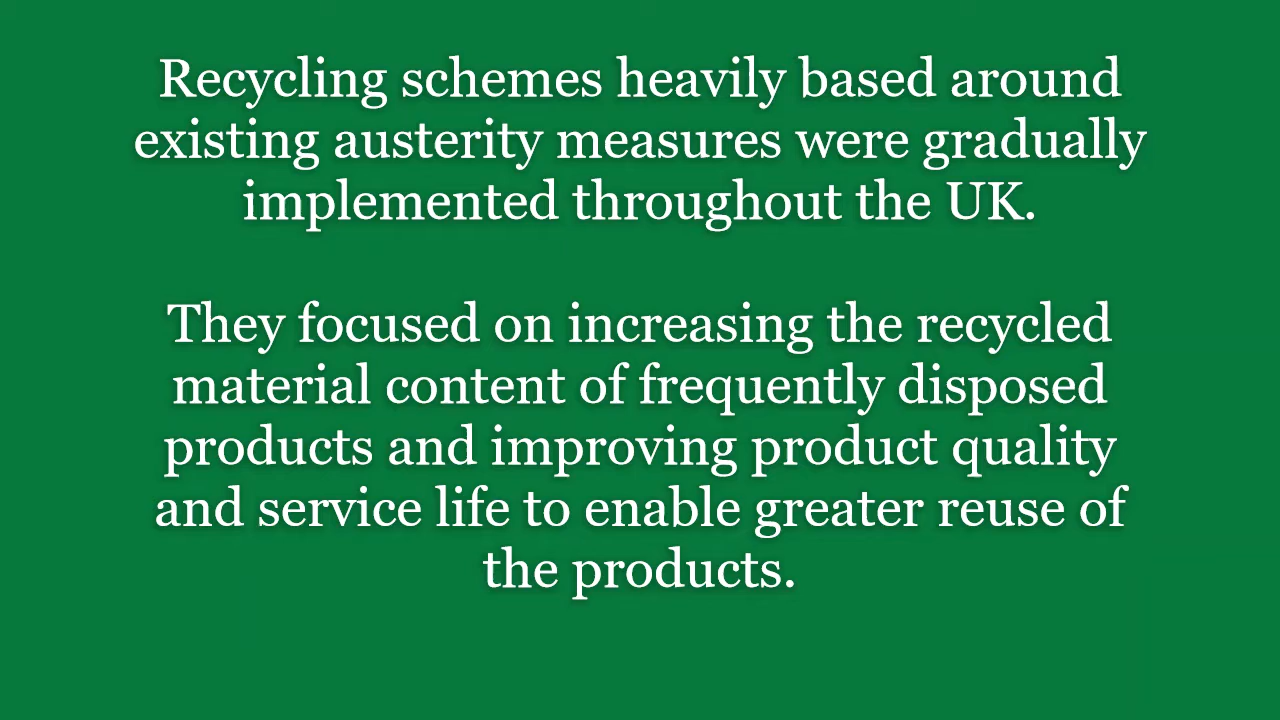 Recycling schemes heavily based around
existing austerity measures were gradually
implemented throughout the UK.
They focused on increasing the recycled
material content of frequently disposed
products and improving product quality
and service life to enable greater reuse of
the products.